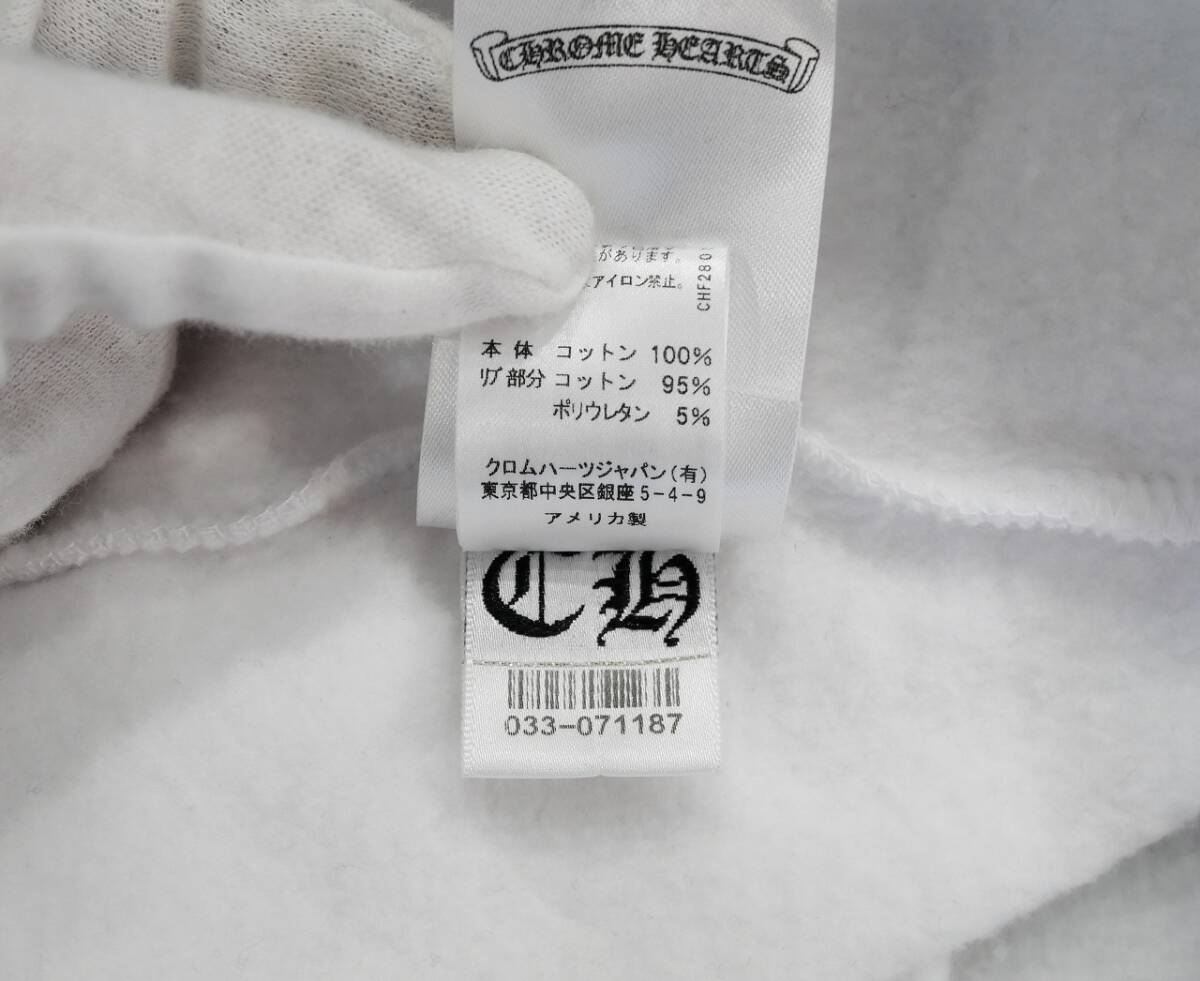 CHROME HEARTS
があります。
アイロン禁止。
CHF280
本体 コットン 100%
リブ部分 コットン 95%
ポリウレタン 5%
クロムハーツジャパン(有)
東京都中央区銀座5-4-9
アメリカ製
CH
033-071187